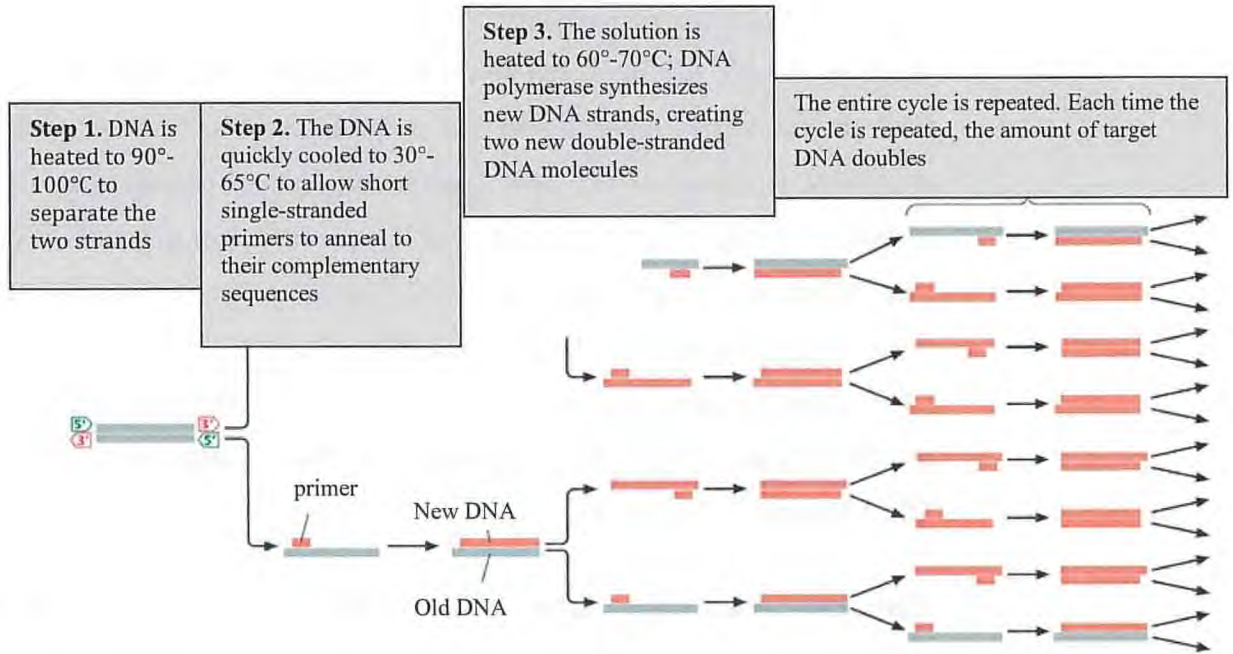 Step 1. DNA is
heated to 90°-
100°C to
separate the
two strands
Step 2. The DNA is
quickly cooled to 30°-
65°C to allow short
single-stranded
primers to anneal to
their complementary
sequences
Step 3. The solution is
heated to 60°-70°C; DNA
polymerase synthesizes
new DNA strands, creating
two new double-stranded
DNA molecules
The entire cycle is repeated. Each time the
cycle is repeated, the amount of target
DNA doubles
5' 3'
3' 5'
primer
New DNA
Old DNA